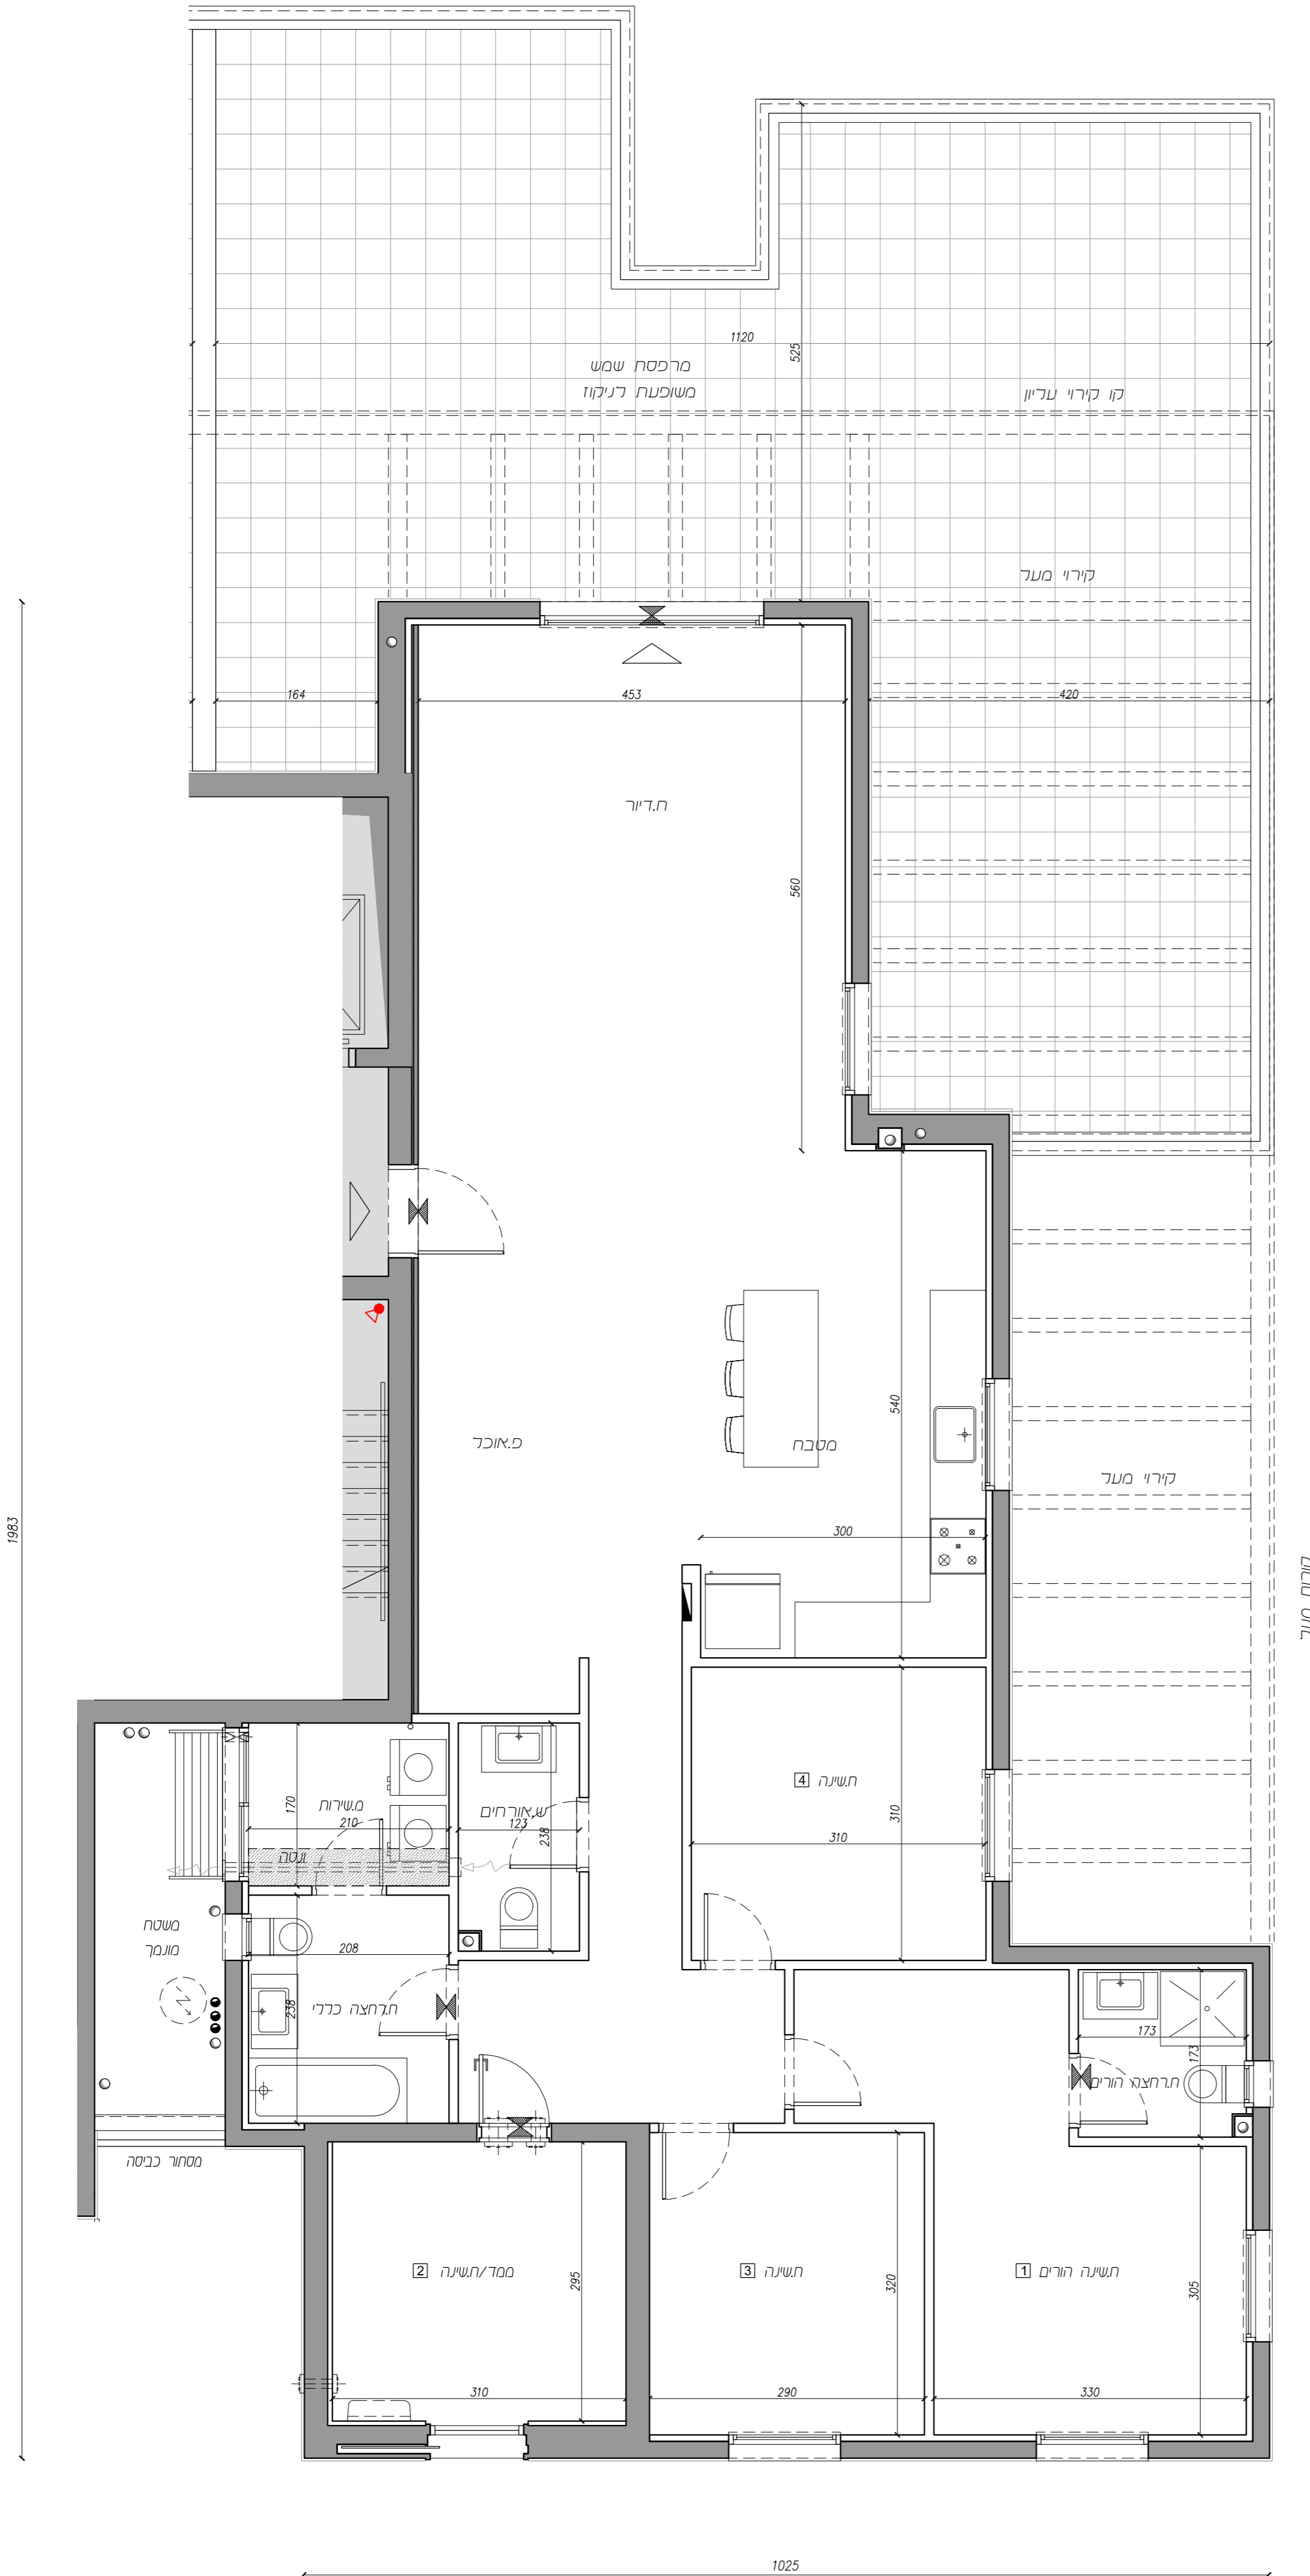 1120
525
מרפסת שמש
משופעת לניקוז
קו קירוי עליון
קירוי מעל
164
453
420
ח.דיור
560
1983
פ.אוכל
מטבח
540
קירוי מעל
300
קורות מעל
ח.שינה 4
310
310
מ.שירות
170
210
ונטה
ש.אורחים
123
238
משטח
מונמך
208
238
ח.רחצה כללי
173
173
ח.רחצה הורים
מסתור כביסה
ממד/ח.שינה 2
295
310
ח.שינה 3
320
290
ח.שינה הורים 1
305
330
1025